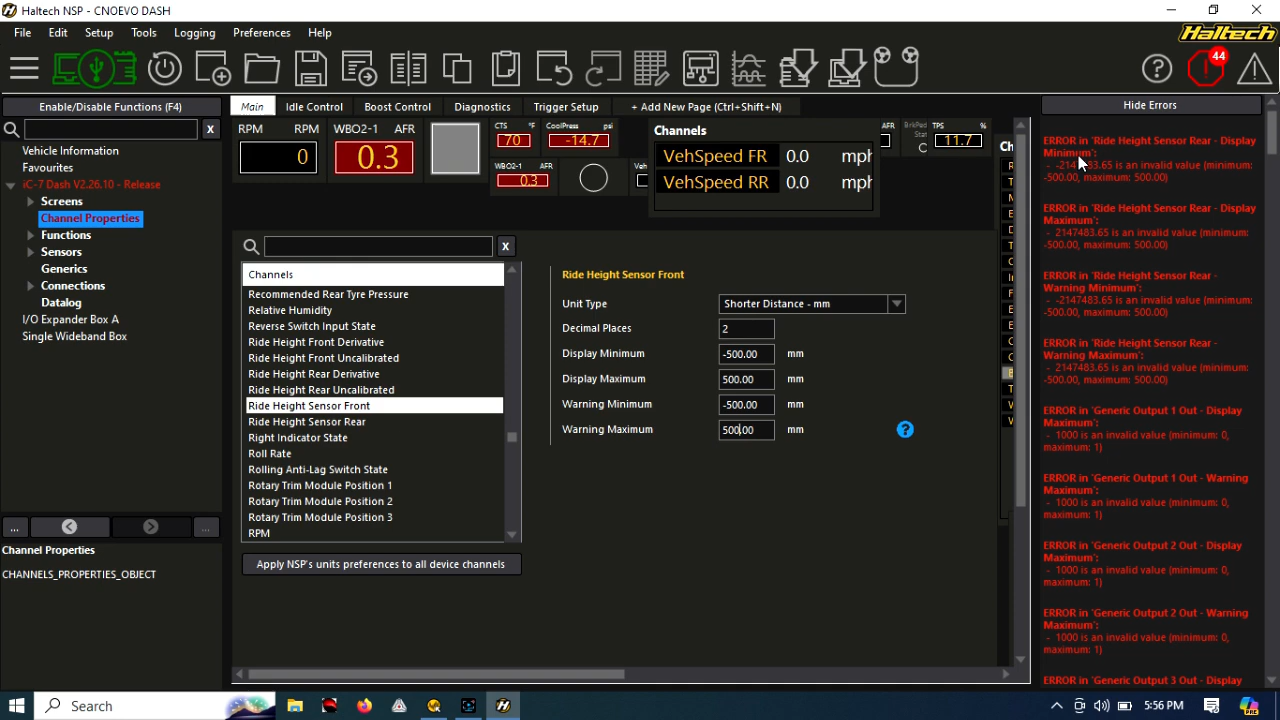 Haltech NSP - CNOEVO DASH
File Edit Setup Tools Logging Preferences Help
Haltech
44
Enable/Disable Functions (F4)
x
Vehicle Information
Favourites
iC-7 Dash V2.26.10 - Release
Screens
Channel Properties
Functions
Sensors
Generics
Connections
Datalog
I/O Expander Box A
Single Wideband Box
...
...
Channel Properties
CHANNELS_PROPERTIES_OBJECT
Main Idle Control Boost Control Diagnostics Trigger Setup + Add New Page (Ctrl+Shift+N)
RPM RPM
0
WBO2-1 AFR
0.3
CTS °F
70
CoolPress psi
-14.7
WBO2-1 AFR
0.3
Channels
VehSpeed FR 0.0 mph
VehSpeed RR 0.0 mph
TPS %
11.7
x
Channels
Recommended Rear Tyre Pressure
Relative Humidity
Reverse Switch Input State
Ride Height Front Derivative
Ride Height Front Uncalibrated
Ride Height Rear Derivative
Ride Height Rear Uncalibrated
Ride Height Sensor Front
Ride Height Sensor Rear
Right Indicator State
Roll Rate
Rolling Anti-Lag Switch State
Rotary Trim Module Position 1
Rotary Trim Module Position 2
Rotary Trim Module Position 3
RPM
Apply NSP's units preferences to all device channels
Ride Height Sensor Front
Unit Type Shorter Distance - mm
Decimal Places 2
Display Minimum -500.00 mm
Display Maximum 500.00 mm
Warning Minimum -500.00 mm
Warning Maximum 500.00 mm
Hide Errors
ERROR in 'Ride Height Sensor Rear - Display
Minimum':
- -2147483.65 is an invalid value (minimum:
-500.00, maximum: 500.00)
ERROR in 'Ride Height Sensor Rear - Display
Maximum':
- 2147483.65 is an invalid value (minimum:
-500.00, maximum: 500.00)
ERROR in 'Ride Height Sensor Rear -
Warning Minimum':
- -2147483.65 is an invalid value (minimum:
-500.00, maximum: 500.00)
ERROR in 'Ride Height Sensor Rear -
Warning Maximum':
- 2147483.65 is an invalid value (minimum:
-500.00, maximum: 500.00)
ERROR in 'Generic Output 1 Out - Display
Maximum':
- 1000 is an invalid value (minimum: 0,
maximum: 1)
ERROR in 'Generic Output 1 Out - Warning
Maximum':
- 1000 is an invalid value (minimum: 0,
maximum: 1)
ERROR in 'Generic Output 2 Out - Display
Maximum':
- 1000 is an invalid value (minimum: 0,
maximum: 1)
ERROR in 'Generic Output 2 Out - Warning
Maximum':
- 1000 is an invalid value (minimum: 0,
maximum: 1)
ERROR in 'Generic Output 3 Out - Display
Search
5:56 PM